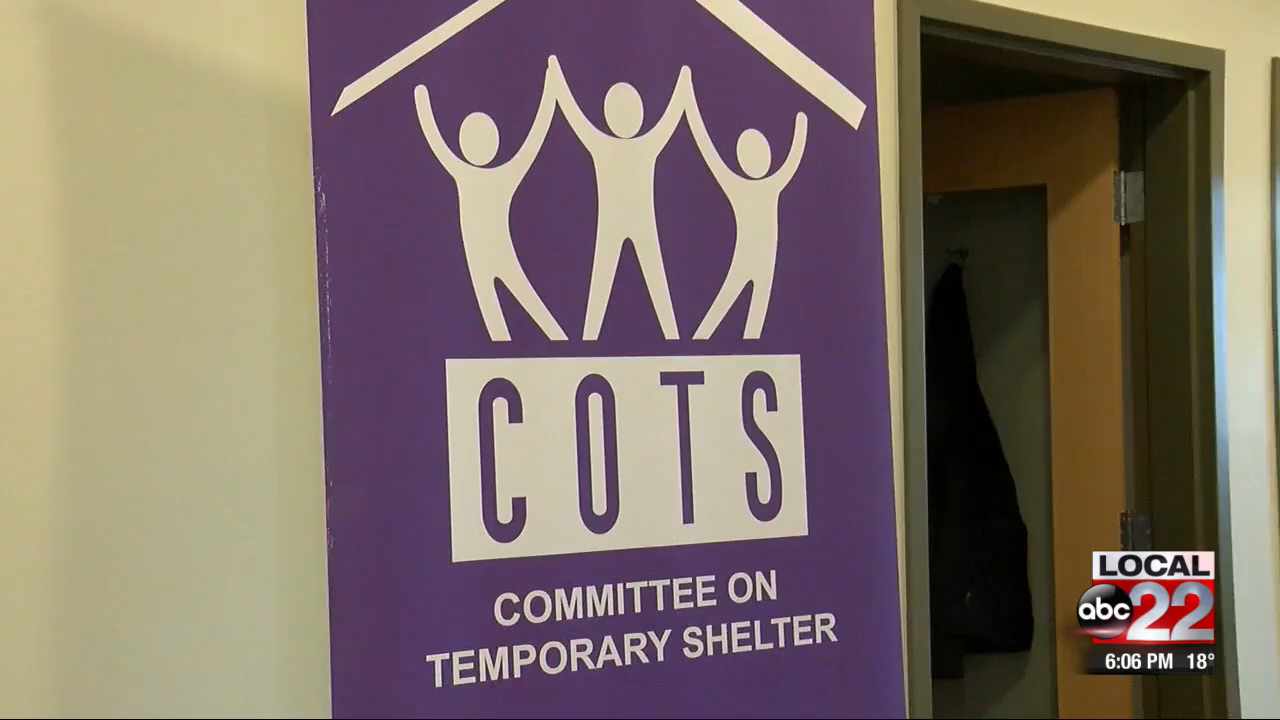 COTS
COMMITTEE ON
TEMPORARY SHELTER
LOCAL
abc 22
6:06 PM 18°